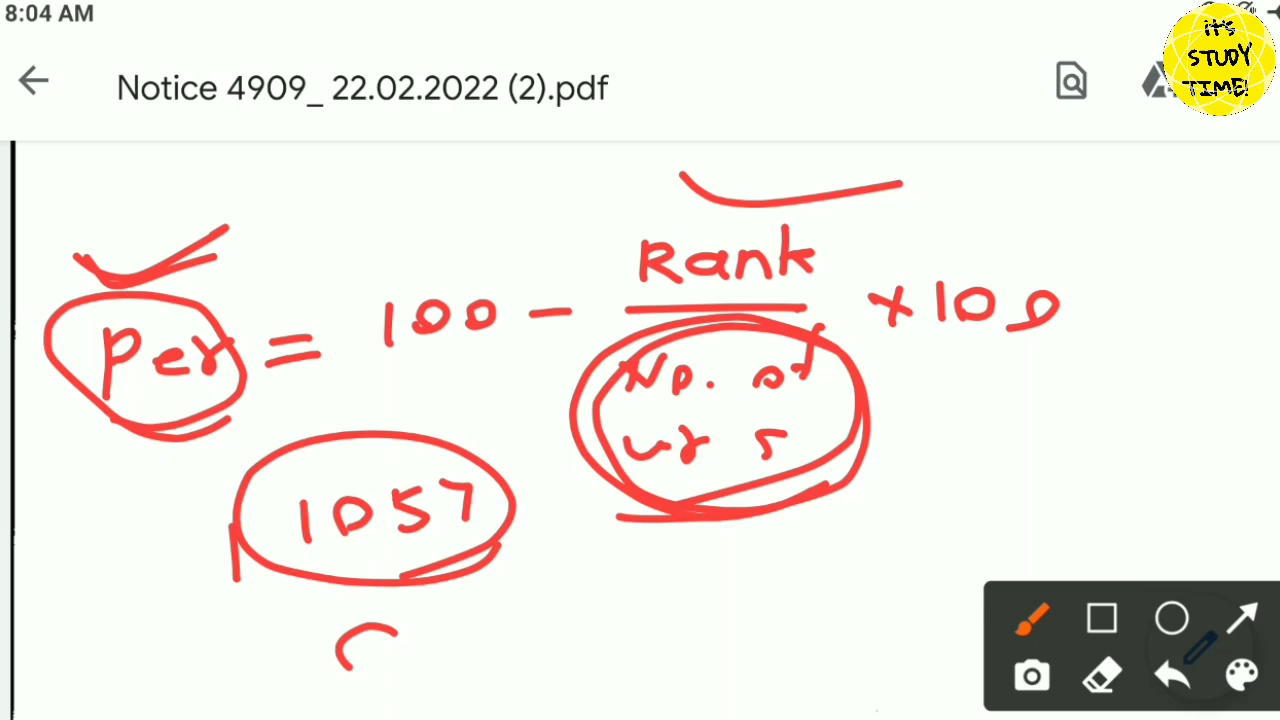 8:04 AM
Notice 4909_ 22.02.2022 (2).pdf
It's
STUDY
TIME!
Per = 100 - Rank × 100
No. of
1057